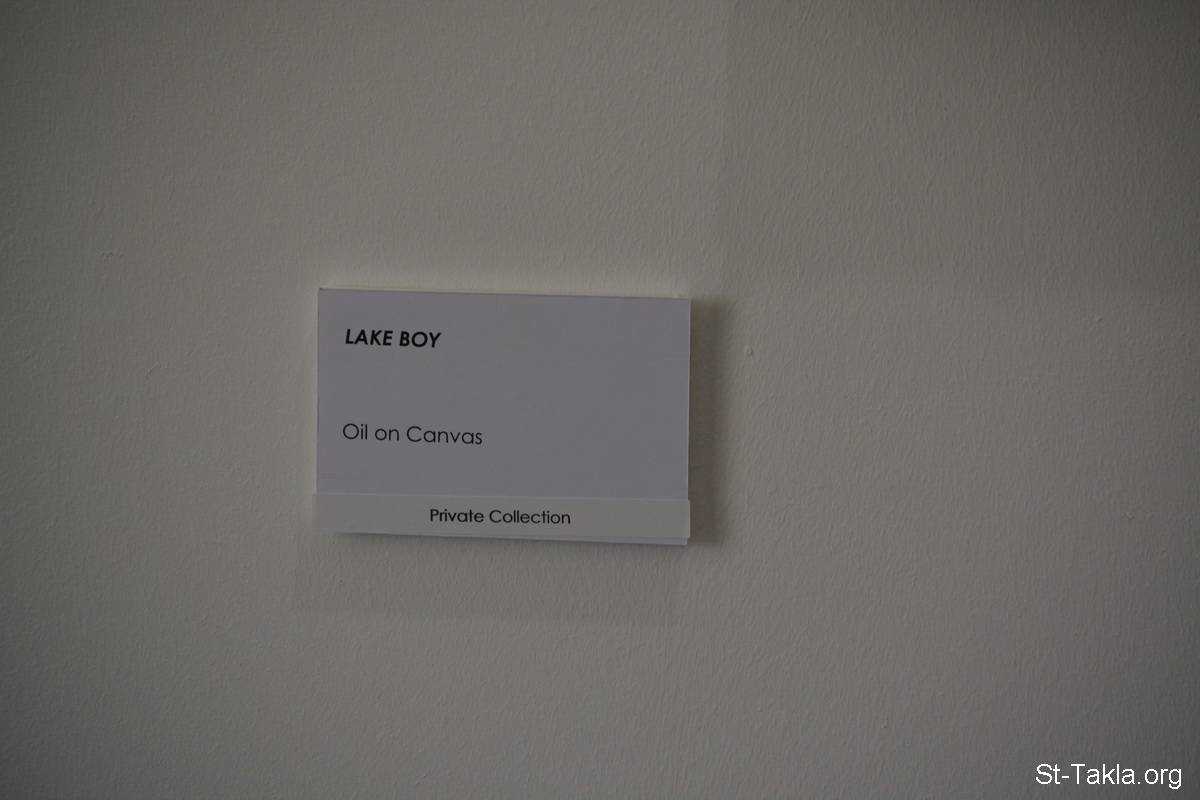 LAKE BOY
Oil on Canvas
Private Collection
St-Takla.org